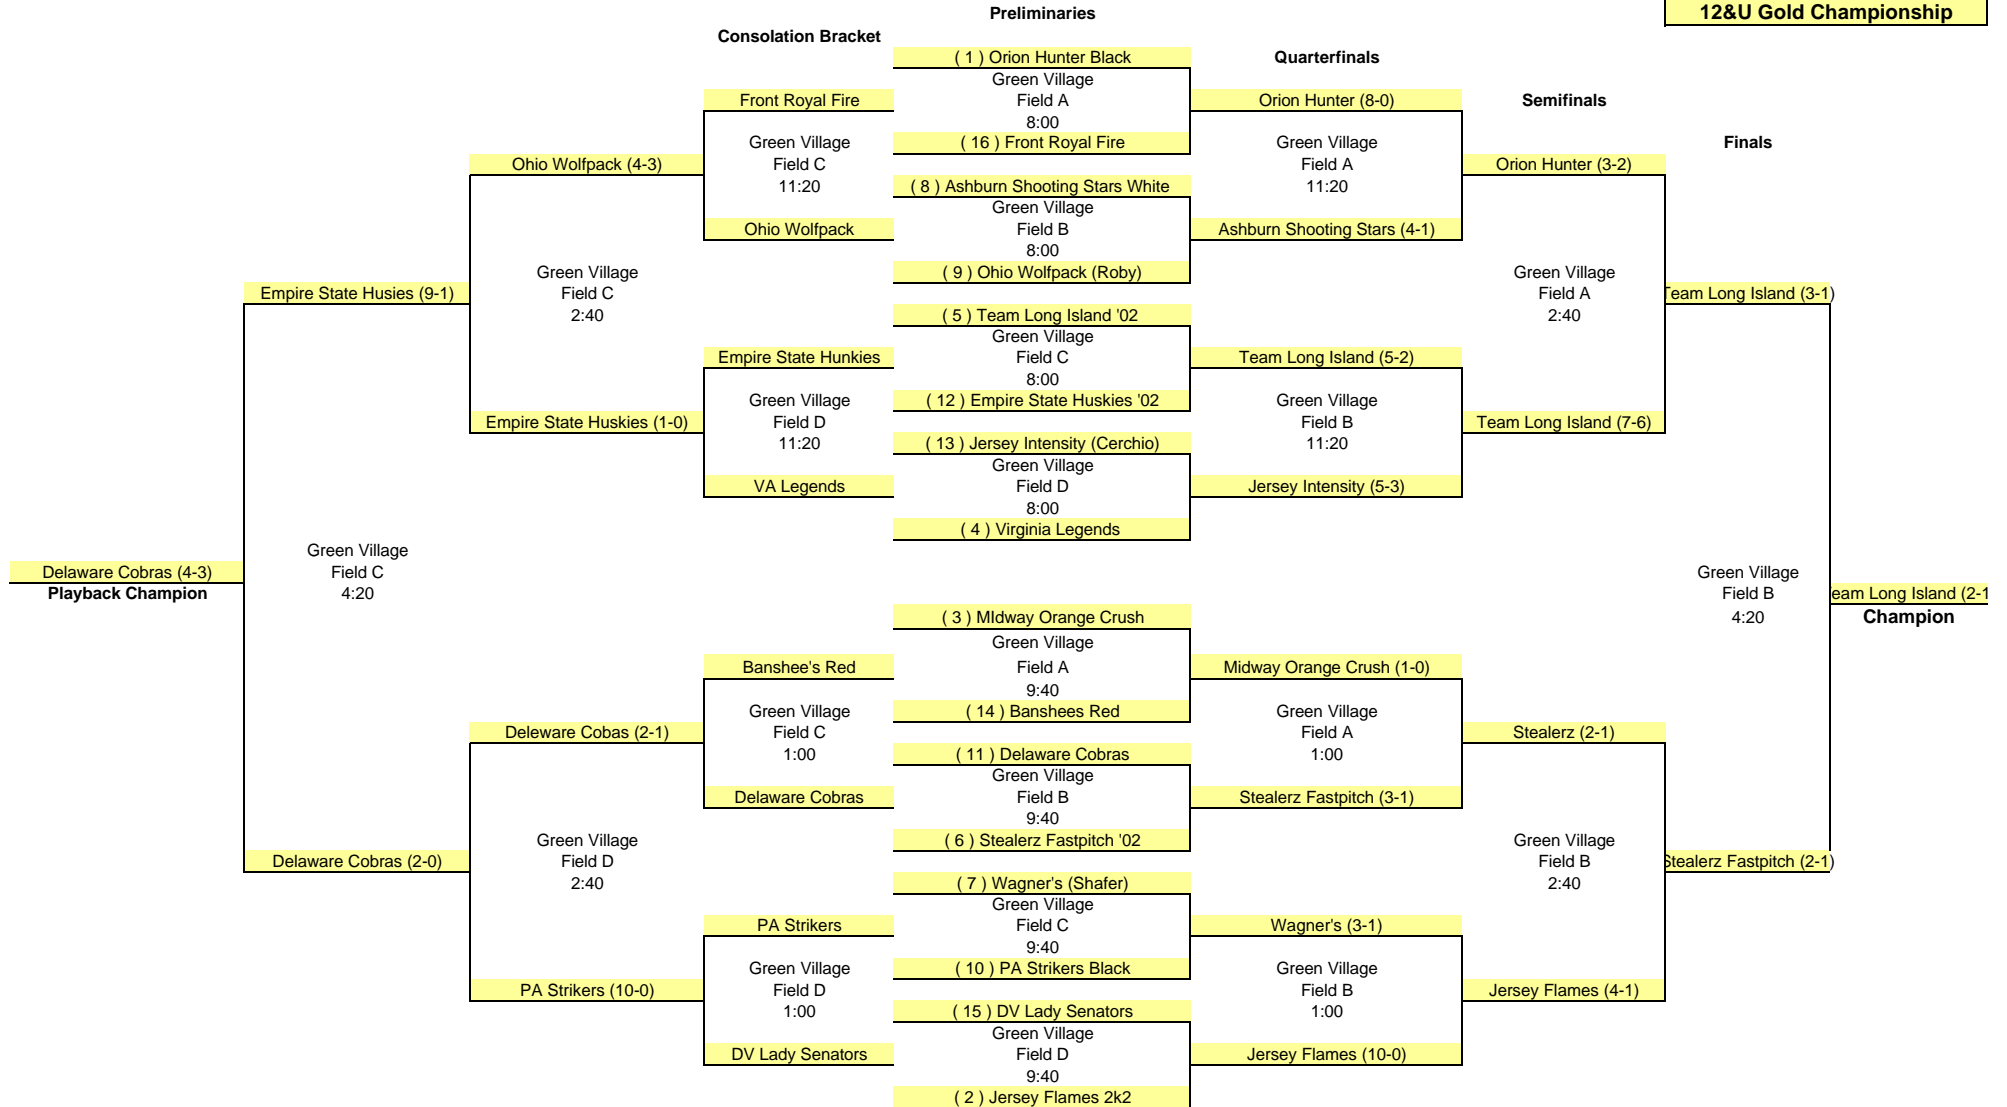 Preliminaries
12&U Gold Championship
Consolation Bracket
( 1 ) Orion Hunter Black
Quarterfinals
Green Village
Front Royal Fire
Field A
Orion Hunter (8-0)
Semifinals
8:00
Green Village
( 16 ) Front Royal Fire
Green Village
Finals
Ohio Wolfpack (4-3)
Field C
Field A
Orion Hunter (3-2)
11:20
( 8 ) Ashburn Shooting Stars White
11:20
Green Village
Ohio Wolfpack
Field B
Ashburn Shooting Stars (4-1)
8:00
Green Village
( 9 ) Ohio Wolfpack (Roby)
Green Village
Empire State Husies (9-1)
Field C
Field A
Team Long Island (3-1)
2:40
( 5 ) Team Long Island '02
2:40
Green Village
Empire State Hunkies
Field C
Team Long Island (5-2)
8:00
Green Village
( 12 ) Empire State Huskies '02
Green Village
Empire State Huskies (1-0)
Field D
Field B
Team Long Island (7-6)
11:20
( 13 ) Jersey Intensity (Cerchio)
11:20
Green Village
VA Legends
Field D
Jersey Intensity (5-3)
8:00
( 4 ) Virginia Legends
Green Village
Delaware Cobras (4-3)
Field C
Green Village
Playback Champion
4:20
Field B
eam Long Island (2-1
( 3 ) MIdway Orange Crush
4:20
Champion
Green Village
Banshee's Red
Field A
Midway Orange Crush (1-0)
9:40
Green Village
( 14 ) Banshees Red
Green Village
Deleware Cobas (2-1)
Field C
Field A
Stealerz (2-1)
1:00
( 11 ) Delaware Cobras
1:00
Green Village
Delaware Cobras
Field B
Stealerz Fastpitch (3-1)
9:40
Green Village
( 6 ) Stealerz Fastpitch '02
Green Village
Delaware Cobras (2-0)
Field D
Field B
Stealerz Fastpitch (2-1)
2:40
( 7 ) Wagner's (Shafer)
2:40
Green Village
PA Strikers
Field C
Wagner's (3-1)
9:40
Green Village
( 10 ) PA Strikers Black
Green Village
PA Strikers (10-0)
Field D
Field B
Jersey Flames (4-1)
1:00
( 15 ) DV Lady Senators
1:00
Green Village
DV Lady Senators
Field D
Jersey Flames (10-0)
9:40
( 2 ) Jersey Flames 2k2